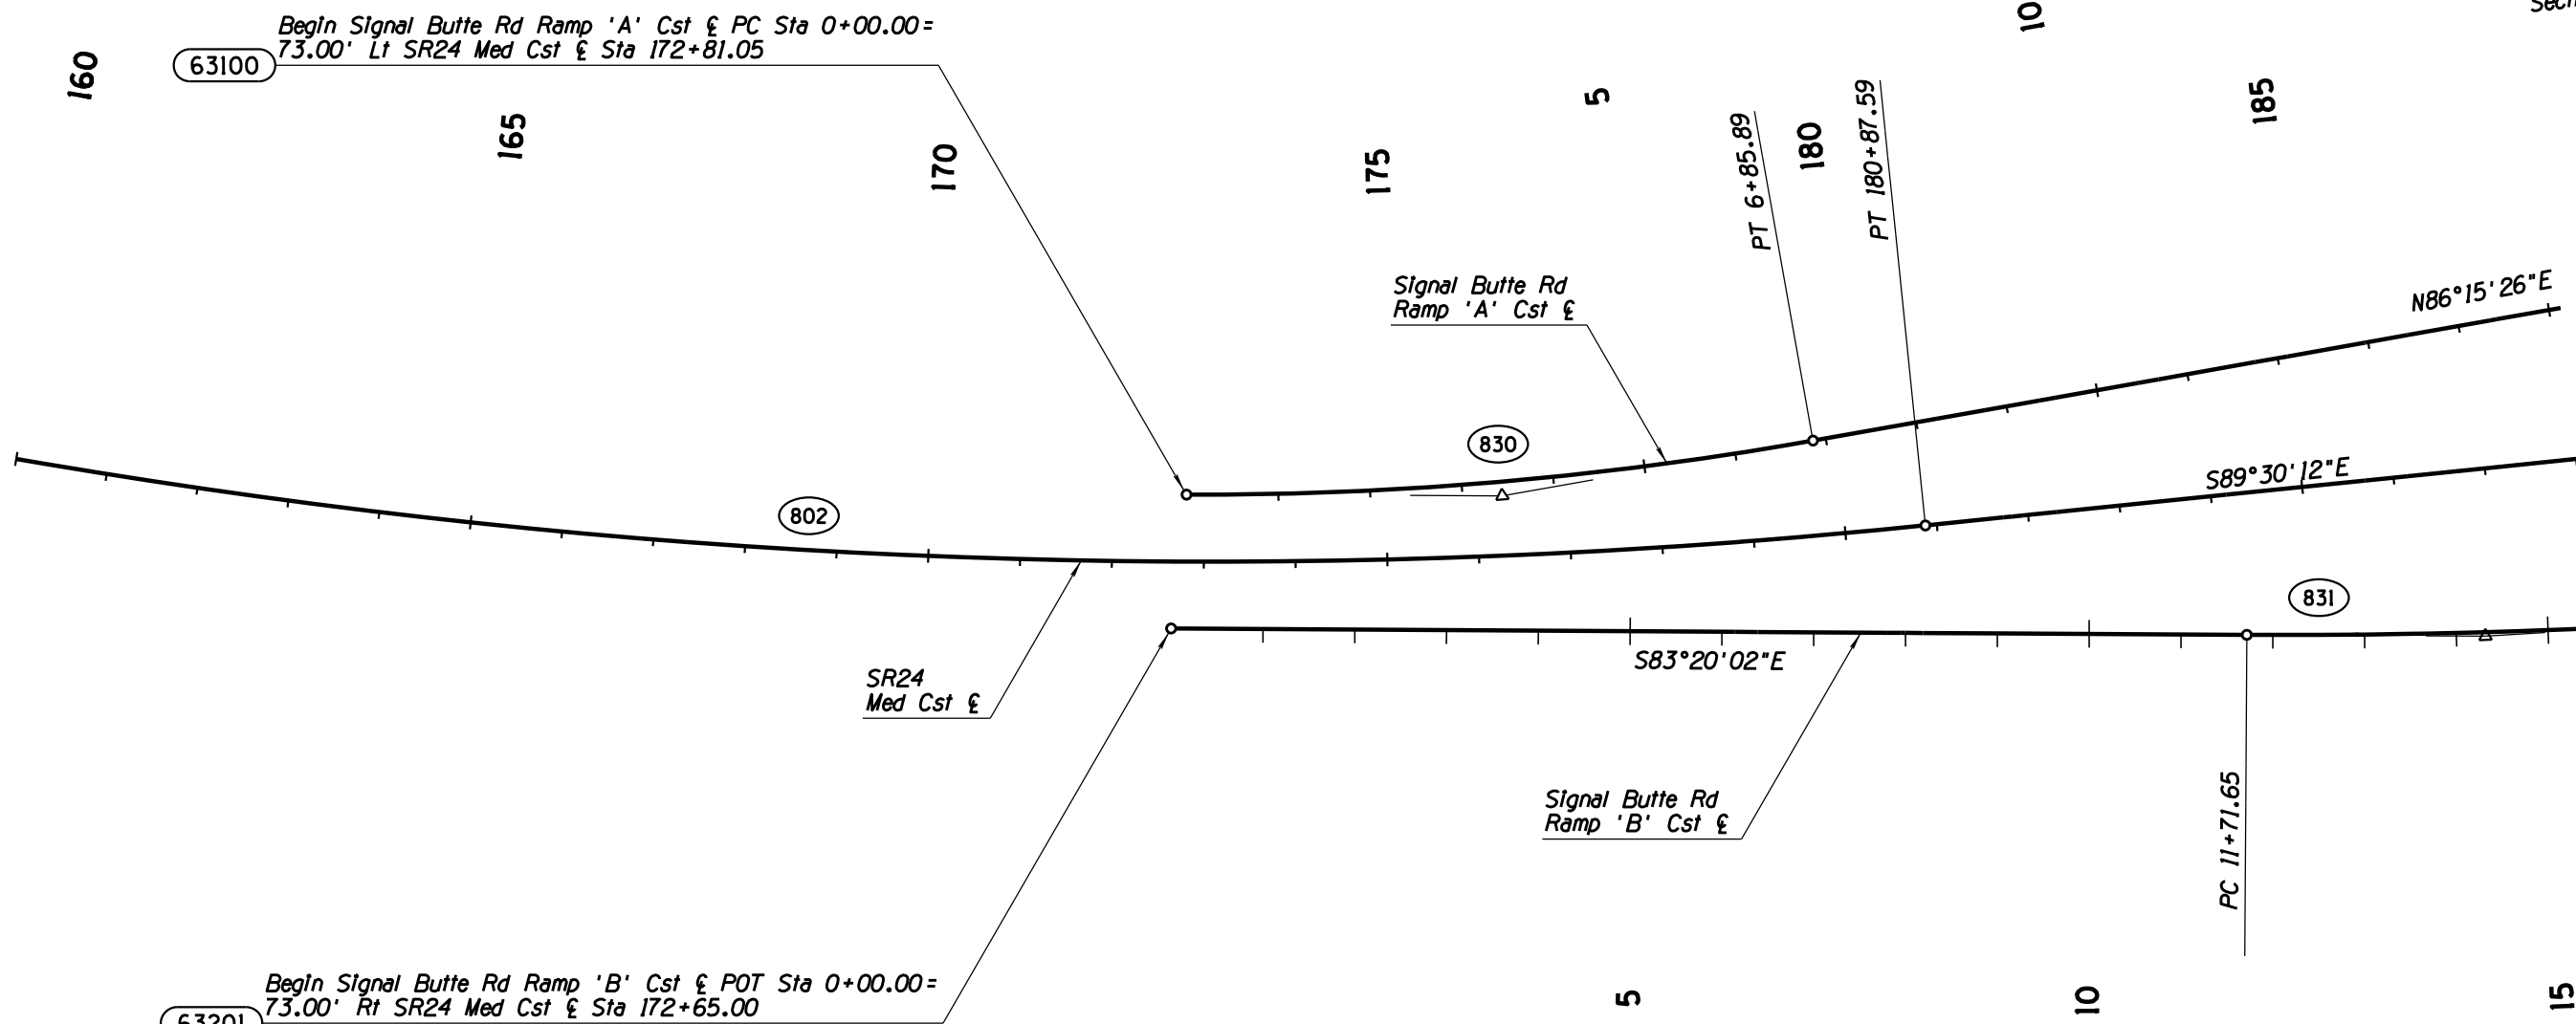 Begin Signal Butte Rd Ramp 'A' Cst ℄ PC Sta 0+00.00=
73.00' Lt SR24 Med Cst ℄ Sta 172+81.05
63100
160
165
170
175
5
PT 6+85.89
180
PT 180+87.59
10
185
Signal Butte Rd
Ramp 'A' Cst ℄
N86°15'26"E
830
802
S89°30'12"E
831
S83°20'02"E
SR24
Med Cst ℄
Signal Butte Rd
Ramp 'B' Cst ℄
PC 11+71.65
Begin Signal Butte Rd Ramp 'B' Cst ℄ POT Sta 0+00.00=
73.00' Rt SR24 Med Cst ℄ Sta 172+65.00
63201
5
10
15